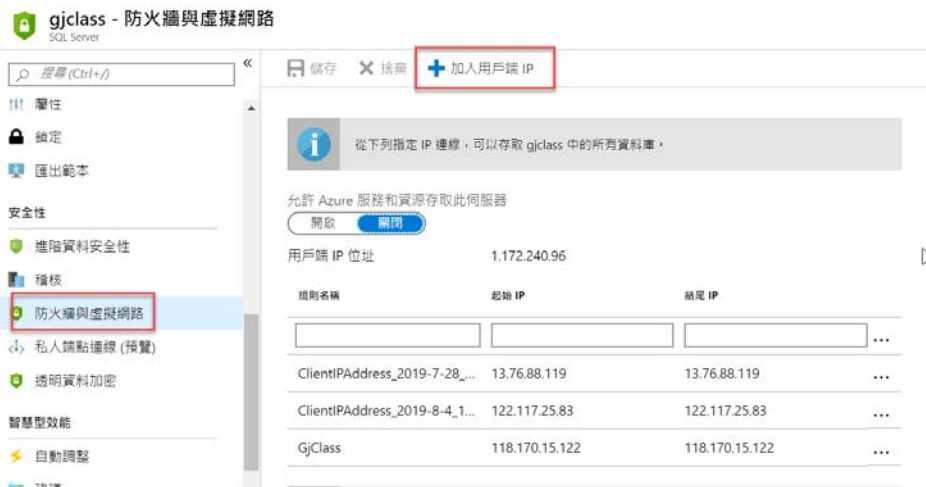 gjclass - 防火牆與虛擬網路
SQL Server
搜尋 (Ctrl+/)
«
屬性
鎖定
匯出範本
安全性
進階資料安全性
稽核
防火牆與虛擬網路
私人端點連線 (預覽)
透明資料加密
智慧型效能
自動調整
儲存
捨棄
加入用戶端 IP
從下列指定 IP 連線，可以存取 gjclass 中的所有資料庫。
允許 Azure 服務和資源存取此伺服器
開啟 關閉
用戶端 IP 位址 1.172.240.96
規則名稱 起始 IP 結尾 IP
...
ClientIPAddress_2019-7-28_... 13.76.88.119 13.76.88.119 ...
ClientIPAddress_2019-8-4_1... 122.117.25.83 122.117.25.83 ...
GjClass 118.170.15.122 118.170.15.122 ...